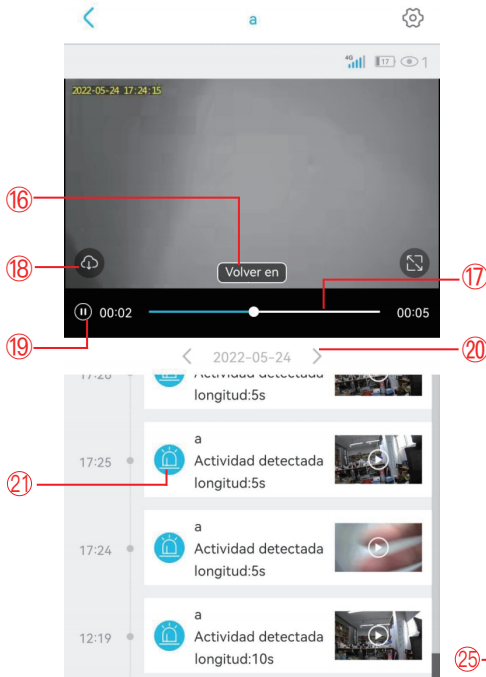 a
4G 17 1
2022-05-24 17:24:15
⑯
⑱
Volver en
⑰
00:02
00:05
⑲
2022-05-24
⑳
17:26
Actividad detectada
longitud:5s
a
17:25
Actividad detectada
㉑
longitud:5s
a
17:24
Actividad detectada
longitud:5s
a
12:19
Actividad detectada
longitud:10s
㉕